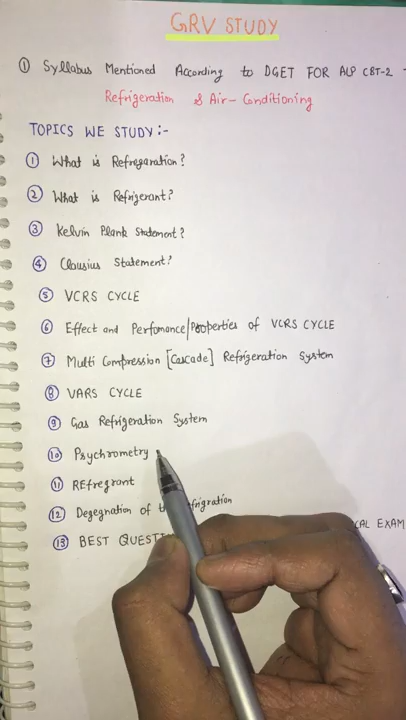 GRV STUDY
① Syllabus Mentioned According to DGET FOR ALP CBT-2 -
Refrigeration & Air-Conditioning
TOPICS WE STUDY:-
① What is Refregaration?
② What is Refrigerant?
③ Kelvin Plank Statement?
④ Clausius Statement?
⑤ VCRS CYCLE
⑥ Effect and Perfomance/Properties of VCRS CYCLE
⑦ Multi Compression [Cascade] Refrigeration System
⑧ VARS CYCLE
⑨ Gas Refrigeration System
⑩ Psychrometry
⑪ REfregrant
⑫ Degegnation of
⑬ BEST EXAM